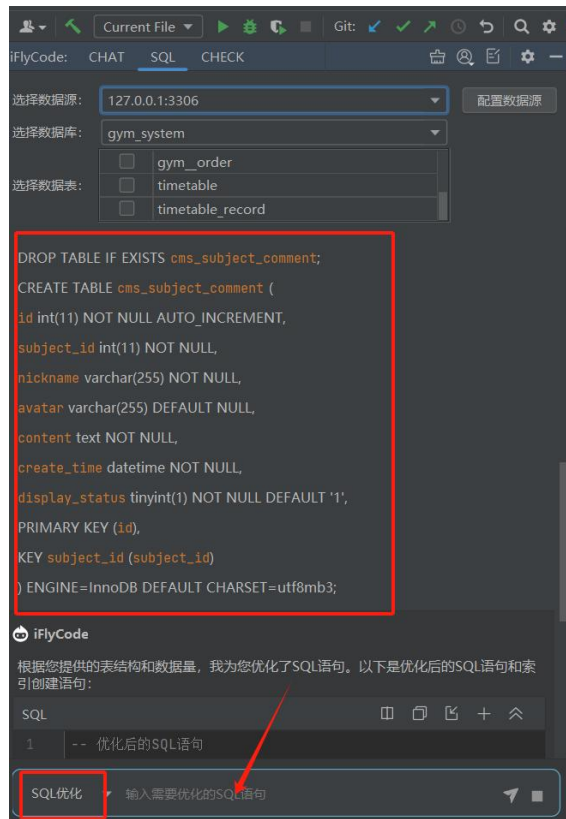 Current File
Git:
iFlyCode: CHAT SQL CHECK
选择数据源: 127.0.0.1:3306 配置数据源
选择数据库: gym_system
gym__order
选择数据表: timetable
timetable_record
DROP TABLE IF EXISTS cms_subject_comment;
CREATE TABLE cms_subject_comment (
id int(11) NOT NULL AUTO_INCREMENT,
subject_id int(11) NOT NULL,
nickname varchar(255) NOT NULL,
avatar varchar(255) DEFAULT NULL,
content text NOT NULL,
create_time datetime NOT NULL,
display_status tinyint(1) NOT NULL DEFAULT '1',
PRIMARY KEY (id),
KEY subject_id (subject_id)
) ENGINE=InnoDB DEFAULT CHARSET=utf8mb3;
iFlyCode
根据您提供的表结构和数据量，我为您优化了SQL语句。以下是优化后的SQL语句和索
引创建语句：
SQL
1 -- 优化后的SQL语句
SQL优化 输入需要优化的SQL语句